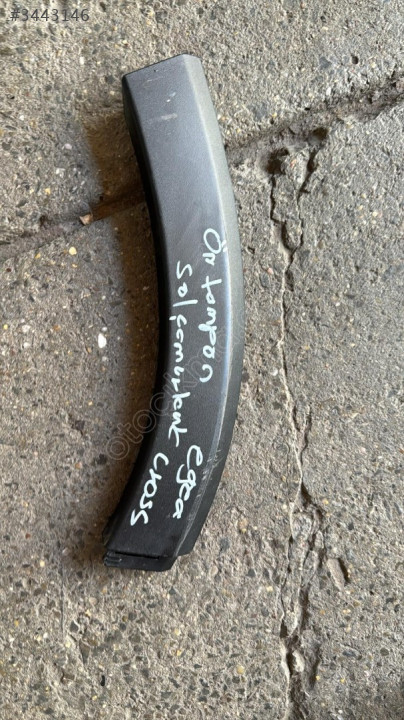 #3443146
Ön tampon
Sol çamurluk
egea
cross